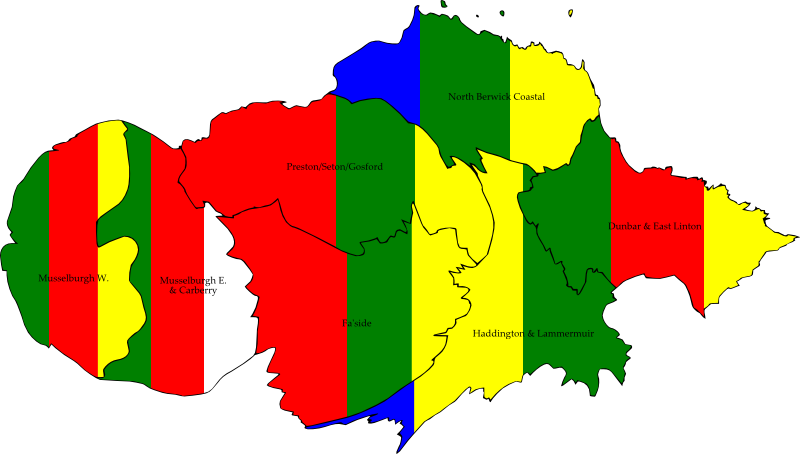 North Berwick Coastal
Preston/Seton/Gosford
Dunbar & East Linton
Musselburgh W.
Musselburgh E.
& Carberry
Fa'side
Haddington & Lammermuir